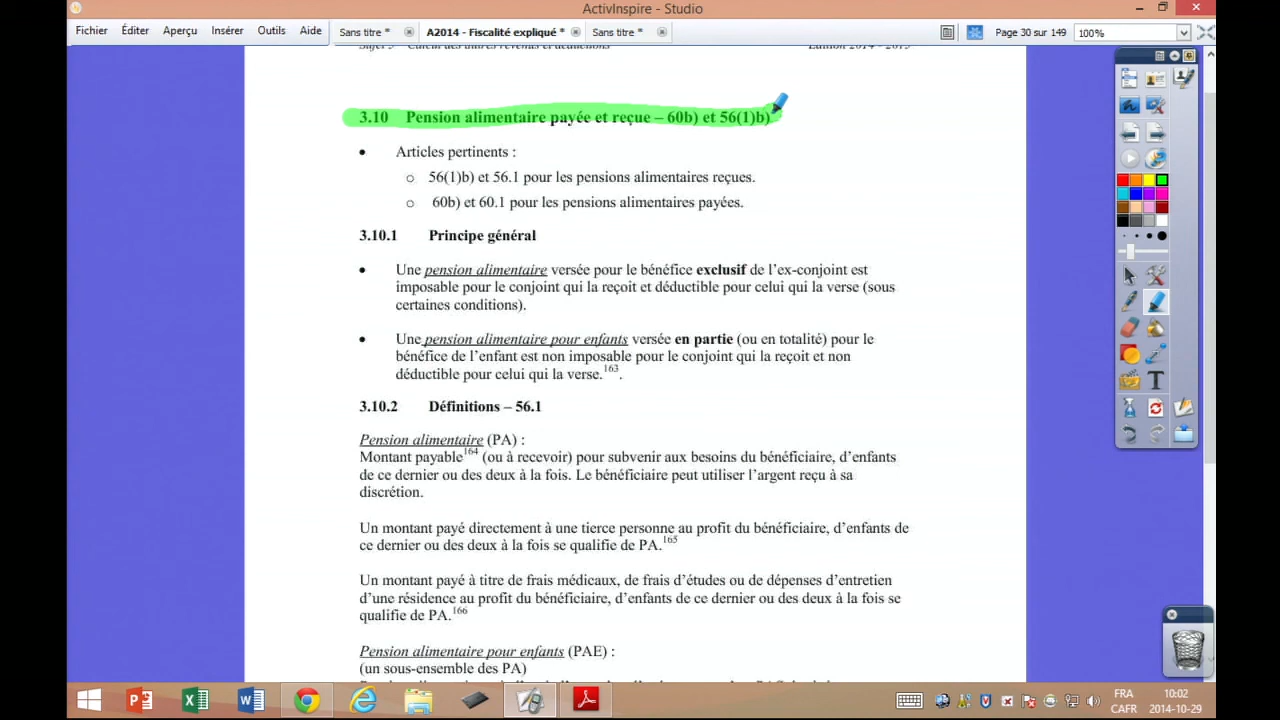 ActivInspire - Studio
Fichier Éditer Aperçu Insérer Outils Aide
Sans titre * A2014 - Fiscalité expliqué * Sans titre *
Page 30 sur 149 100%
3.10 Pension alimentaire payée et reçue – 60b) et 56(1)b)
• Articles pertinents :
o 56(1)b) et 56.1 pour les pensions alimentaires reçues.
o 60b) et 60.1 pour les pensions alimentaires payées.
3.10.1 Principe général
• Une pension alimentaire versée pour le bénéfice exclusif de l’ex-conjoint est
imposable pour le conjoint qui la reçoit et déductible pour celui qui la verse (sous
certaines conditions).
• Une pension alimentaire pour enfants versée en partie (ou en totalité) pour le
bénéfice de l’enfant est non imposable pour le conjoint qui la reçoit et non
déductible pour celui qui la verse.163.
3.10.2 Définitions – 56.1
Pension alimentaire (PA) :
Montant payable164 (ou à recevoir) pour subvenir aux besoins du bénéficiaire, d’enfants
de ce dernier ou des deux à la fois. Le bénéficiaire peut utiliser l’argent reçu à sa
discrétion.
Un montant payé directement à une tierce personne au profit du bénéficiaire, d’enfants de
ce dernier ou des deux à la fois se qualifie de PA.165
Un montant payé à titre de frais médicaux, de frais d’études ou de dépenses d’entretien
d’une résidence au profit du bénéficiaire, d’enfants de ce dernier ou des deux à la fois se
qualifie de PA.166
Pension alimentaire pour enfants (PAE) :
(un sous-ensemble des PA)
FRA
CAFR
10:02
2014-10-29